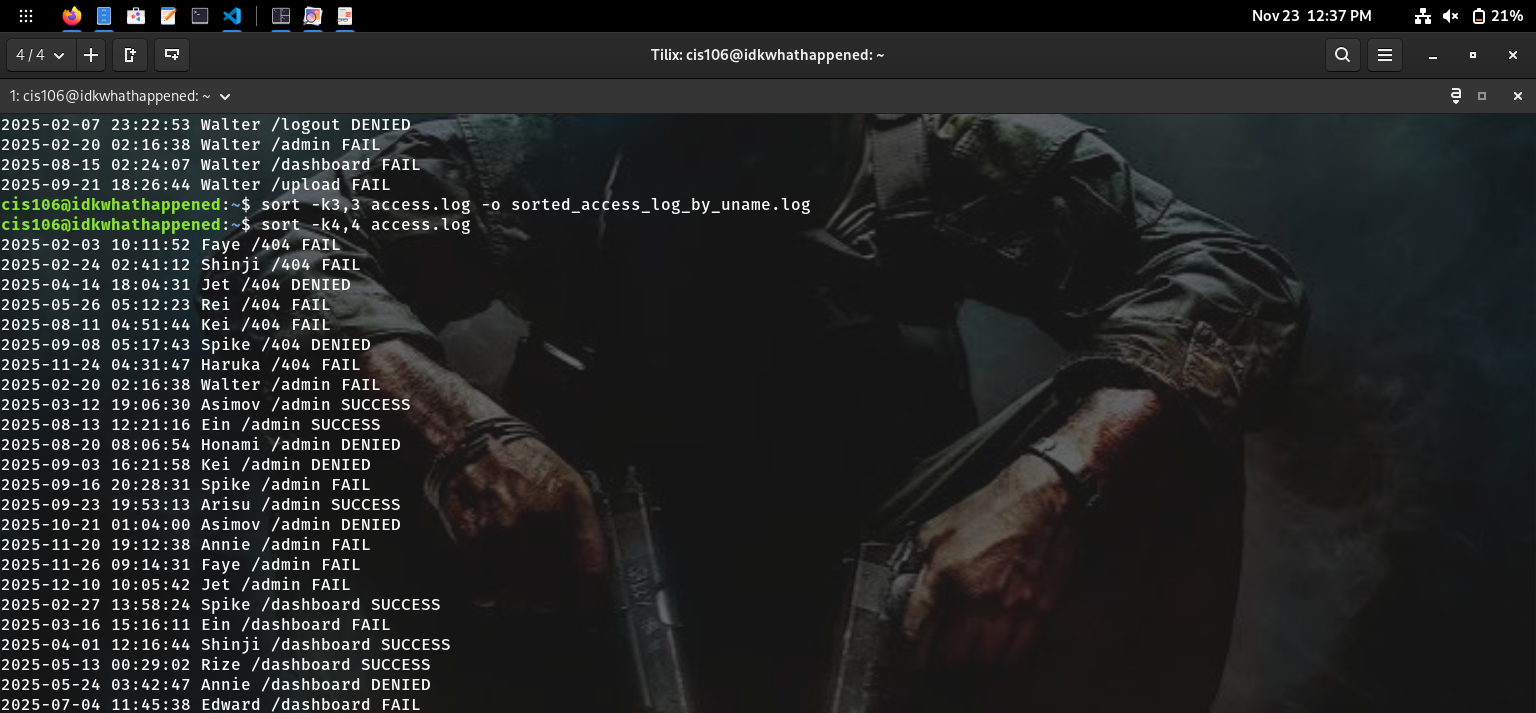 Nov 23 12:37 PM
21%
4 / 4
Tilix: cis106@idkwhathappened: ~
1: cis106@idkwhathappened: ~
2025-02-07 23:22:53 Walter /logout DENIED
2025-02-20 02:16:38 Walter /admin FAIL
2025-08-15 02:24:07 Walter /dashboard FAIL
2025-09-21 18:26:44 Walter /upload FAIL
cis106@idkwhathappened:~$ sort -k3,3 access.log -o sorted_access_log_by_uname.log
cis106@idkwhathappened:~$ sort -k4,4 access.log
2025-02-03 10:11:52 Faye /404 FAIL
2025-02-24 02:41:12 Shinji /404 FAIL
2025-04-14 18:04:31 Jet /404 DENIED
2025-05-26 05:12:23 Rei /404 FAIL
2025-08-11 04:51:44 Kei /404 FAIL
2025-09-08 05:17:43 Spike /404 DENIED
2025-11-24 04:31:47 Haruka /404 FAIL
2025-02-20 02:16:38 Walter /admin FAIL
2025-03-12 19:06:30 Asimov /admin SUCCESS
2025-08-13 12:21:16 Ein /admin SUCCESS
2025-08-20 08:06:54 Honami /admin DENIED
2025-09-03 16:21:58 Kei /admin DENIED
2025-09-16 20:28:31 Spike /admin FAIL
2025-09-23 19:53:13 Arisu /admin SUCCESS
2025-10-21 01:04:00 Asimov /admin DENIED
2025-11-20 19:12:38 Annie /admin FAIL
2025-11-26 09:14:31 Faye /admin FAIL
2025-12-10 10:05:42 Jet /admin FAIL
2025-02-27 13:58:24 Spike /dashboard SUCCESS
2025-03-16 15:16:11 Ein /dashboard FAIL
2025-04-01 12:16:44 Shinji /dashboard SUCCESS
2025-05-13 00:29:02 Rize /dashboard SUCCESS
2025-05-24 03:42:47 Annie /dashboard DENIED
2025-07-04 11:45:38 Edward /dashboard FAIL